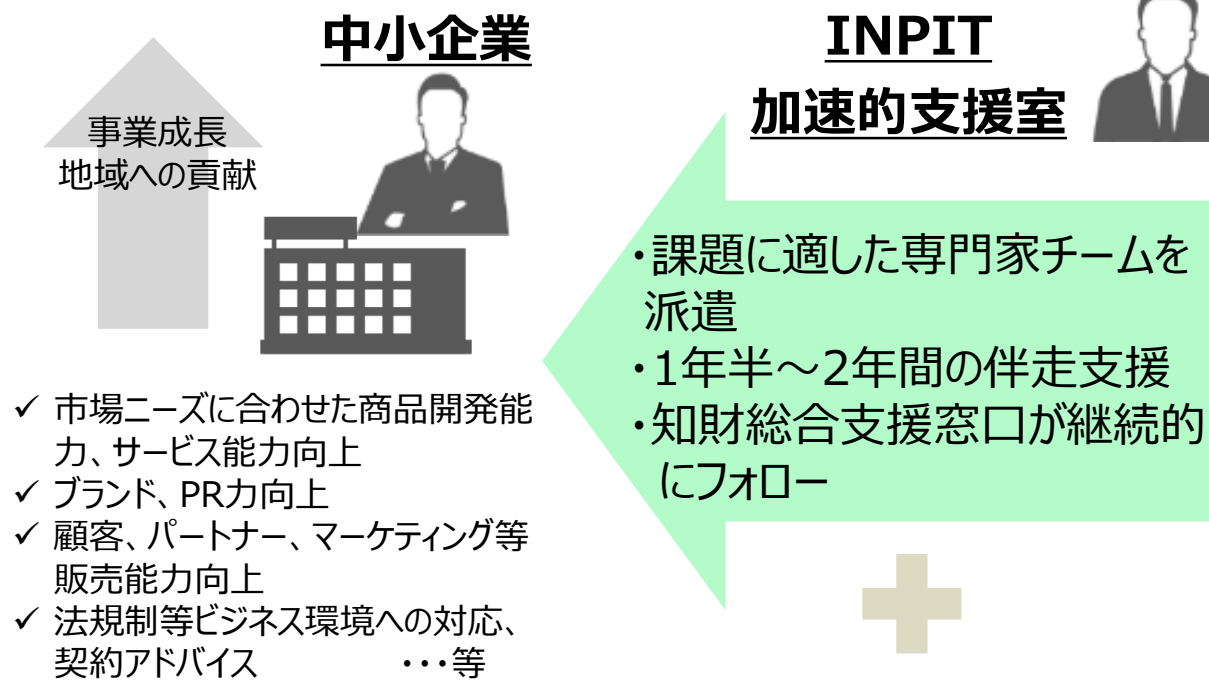 中小企業
事業成長
地域への貢献
✓ 市場ニーズに合わせた商品開発能
力、サービス能力向上
✓ ブランド、PR力向上
✓ 顧客、パートナー、マーケティング等
販売能力向上
✓ 法規制等ビジネス環境への対応、
契約アドバイス ・・・等
INPIT
加速的支援室
・課題に適した専門家チームを
派遣
・1年半～2年間の伴走支援
・知財総合支援窓口が継続的
にフォロー